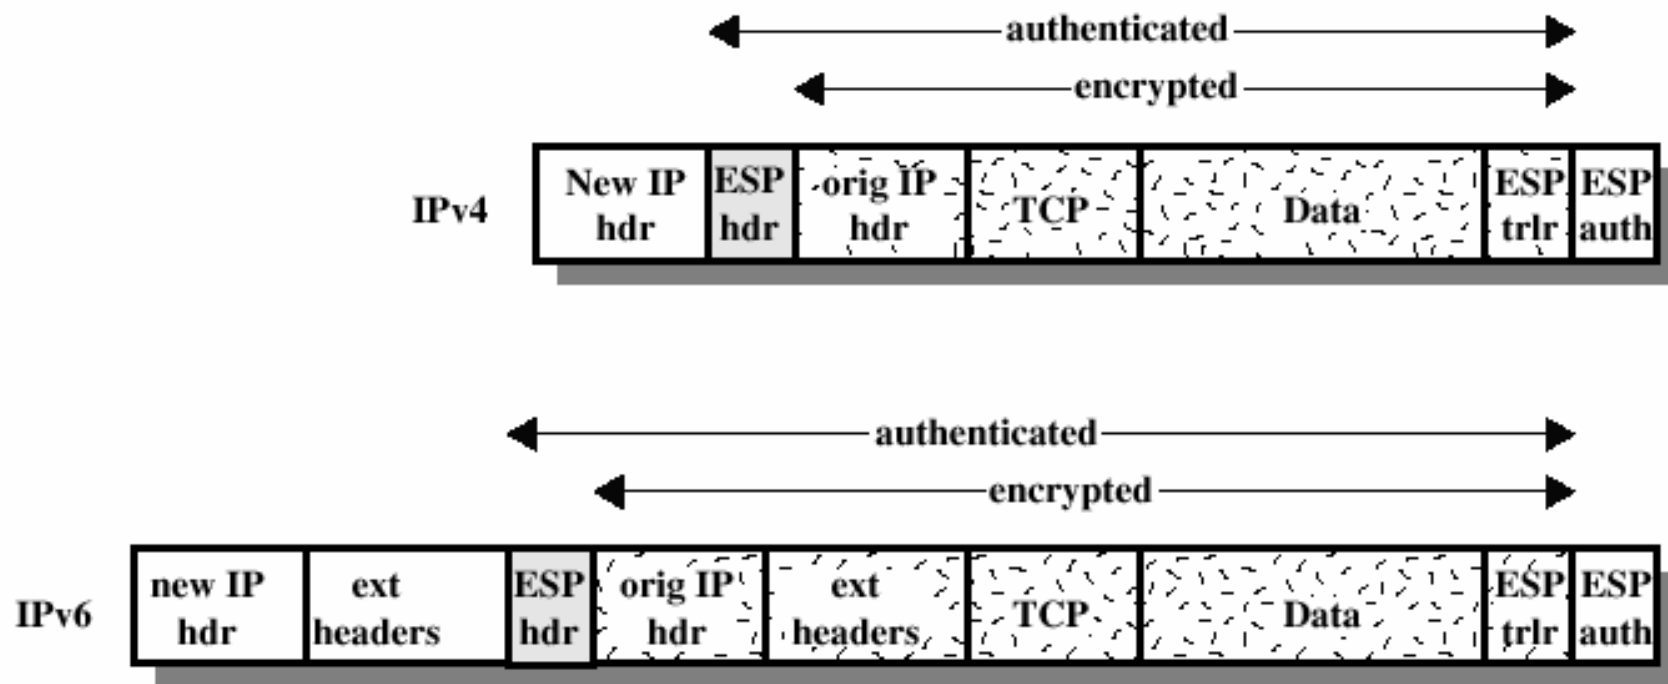 authenticated
encrypted
IPv4
New IP
hdr
ESP
hdr
orig IP
hdr
TCP
Data
ESP
trlr
ESP
auth
authenticated
encrypted
IPv6
new IP
hdr
ext
headers
ESP
hdr
orig IP
hdr
ext
headers
TCP
Data
ESP
trlr
ESP
auth